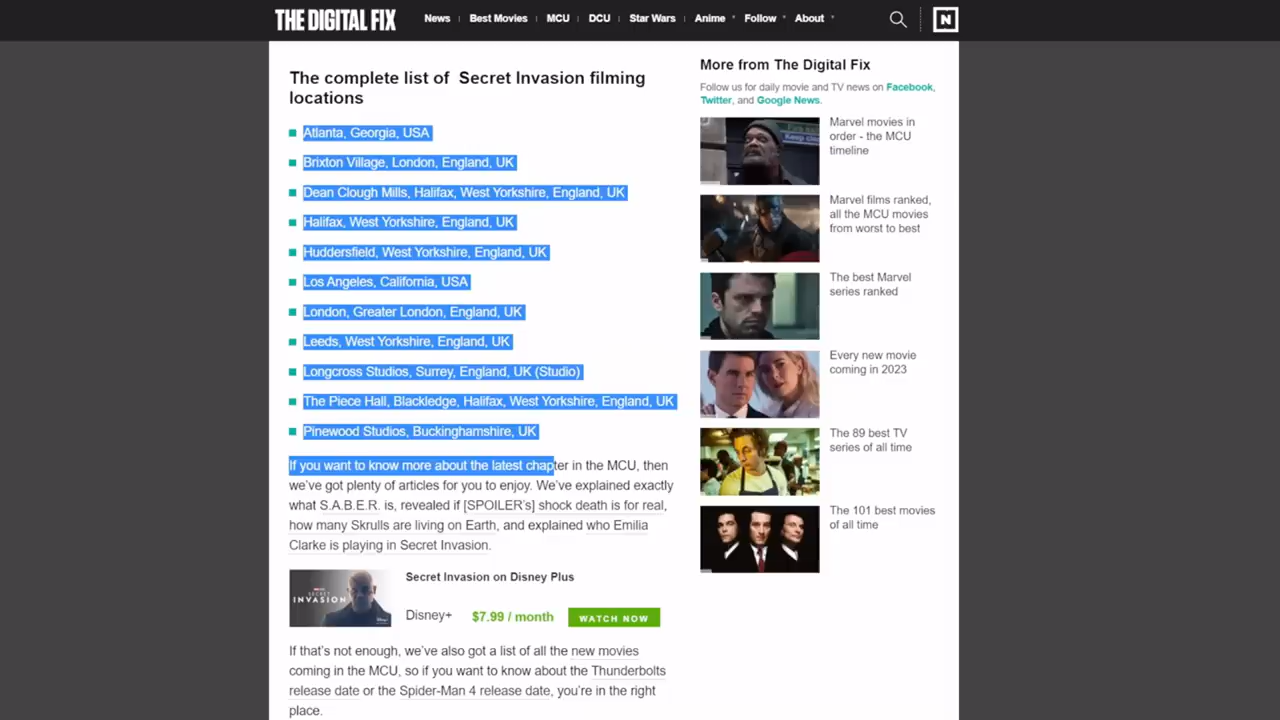 THE DIGITAL FIX
News
Best Movies
MCU
DCU
Star Wars
Anime
Follow
About
N
The complete list of Secret Invasion filming
locations
Atlanta, Georgia, USA
Brixton Village, London, England, UK
Dean Clough Mills, Halifax, West Yorkshire, England, UK
Halifax, West Yorkshire, England, UK
Huddersfield, West Yorkshire, England, UK
Los Angeles, California, USA
London, Greater London, England, UK
Leeds, West Yorkshire, England, UK
Longcross Studios, Surrey, England, UK (Studio)
The Piece Hall, Blackledge, Halifax, West Yorkshire, England, UK
Pinewood Studios, Buckinghamshire, UK
If you want to know more about the latest chapter in the MCU, then
we've got plenty of articles for you to enjoy. We've explained exactly
what S.A.B.E.R. is, revealed if [SPOILER's] shock death is for real,
how many Skrulls are living on Earth, and explained who Emilia
Clarke is playing in Secret Invasion.
SECRET
INVASION
Secret Invasion on Disney Plus
Disney+
$7.99 / month
WATCH NOW
If that's not enough, we've also got a list of all the new movies
coming in the MCU, so if you want to know about the Thunderbolts
release date or the Spider-Man 4 release date, you're in the right
place.
More from The Digital Fix
Follow us for daily movie and TV news on Facebook,
Twitter, and Google News.
Marvel movies in
order - the MCU
timeline
Marvel films ranked,
all the MCU movies
from worst to best
The best Marvel
series ranked
Every new movie
coming in 2023
The 89 best TV
series of all time
The 101 best movies
of all time